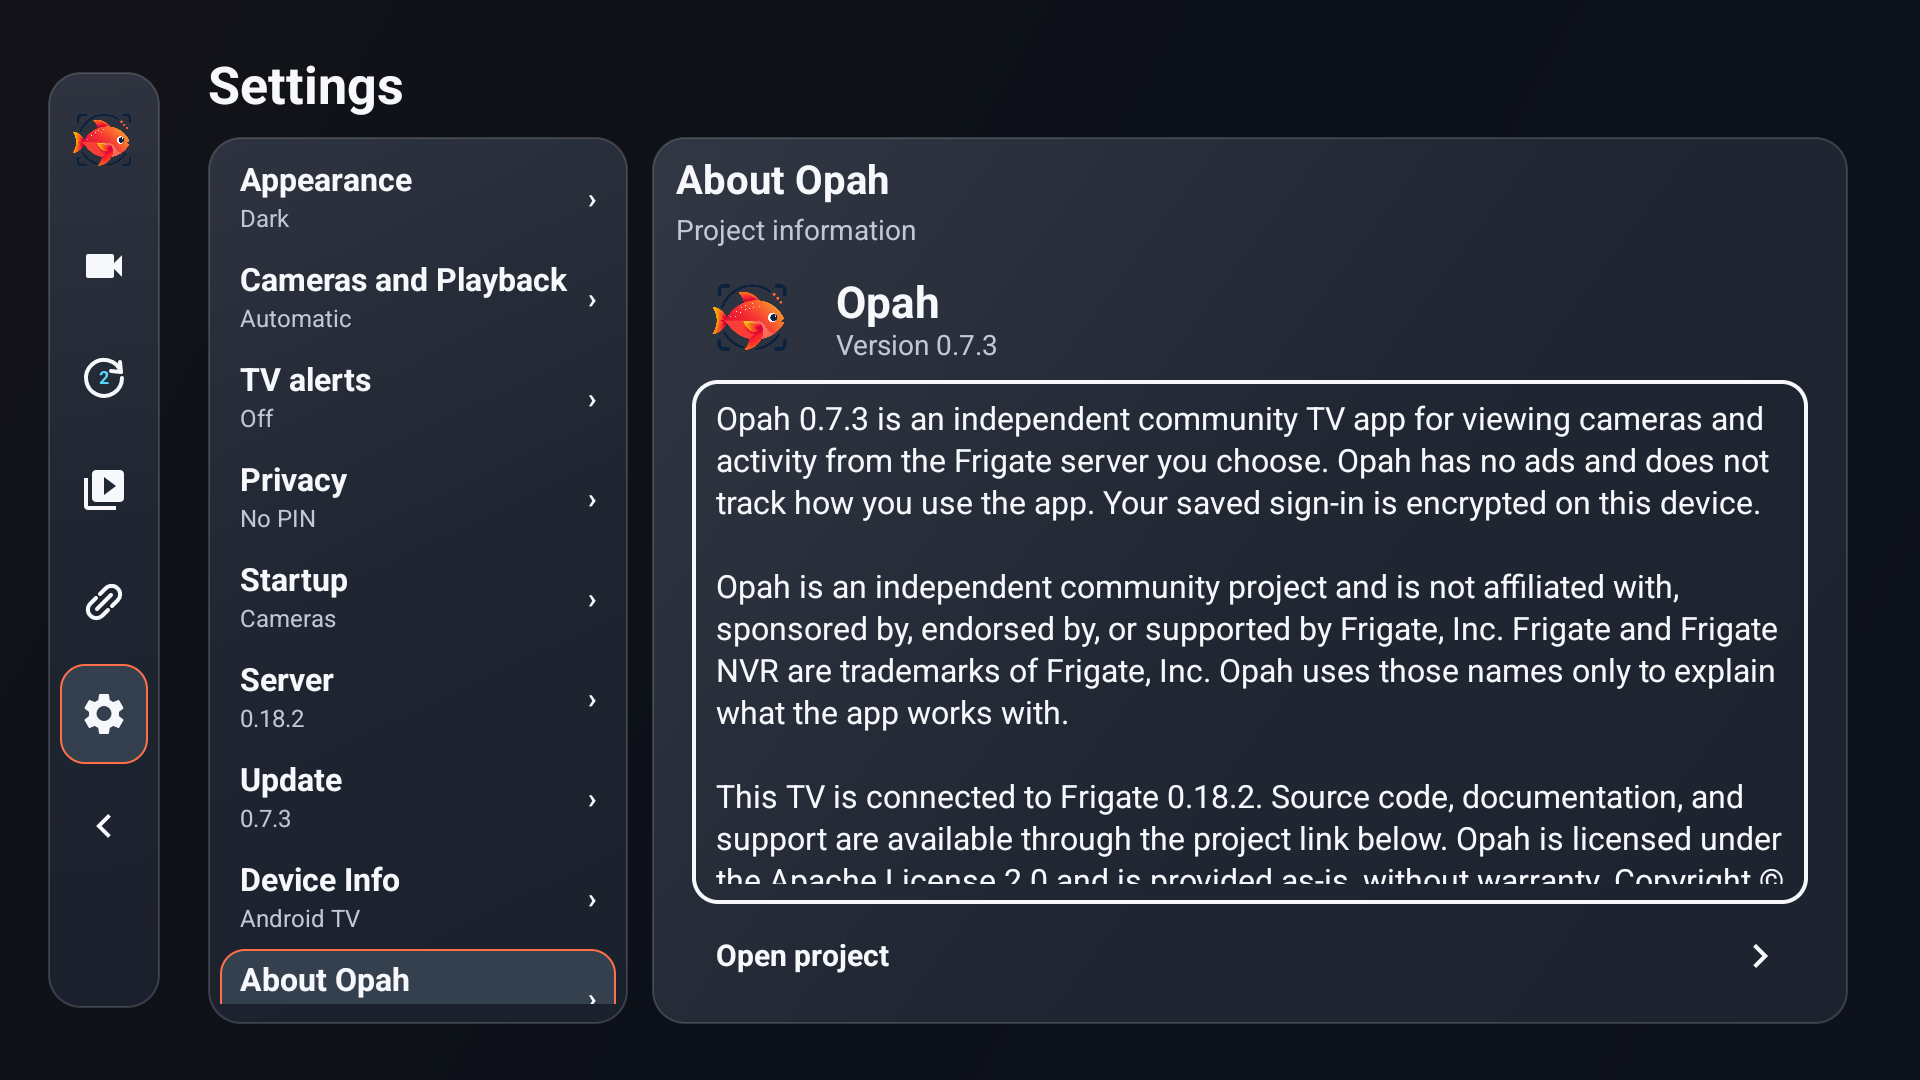 Settings
2
Appearance
Dark
Cameras and Playback
Automatic
TV alerts
Off
Privacy
No PIN
Startup
Cameras
Server
0.18.2
Update
0.7.3
Device Info
Android TV
About Opah
About Opah
Project information
Opah
Version 0.7.3
Opah 0.7.3 is an independent community TV app for viewing cameras and
activity from the Frigate server you choose. Opah has no ads and does not
track how you use the app. Your saved sign-in is encrypted on this device.
Opah is an independent community project and is not affiliated with,
sponsored by, endorsed by, or supported by Frigate, Inc. Frigate and Frigate
NVR are trademarks of Frigate, Inc. Opah uses those names only to explain
what the app works with.
This TV is connected to Frigate 0.18.2. Source code, documentation, and
support are available through the project link below. Opah is licensed under
the Apache License 2.0 and is provided as-is, without warranty. Copyright ©
Open project